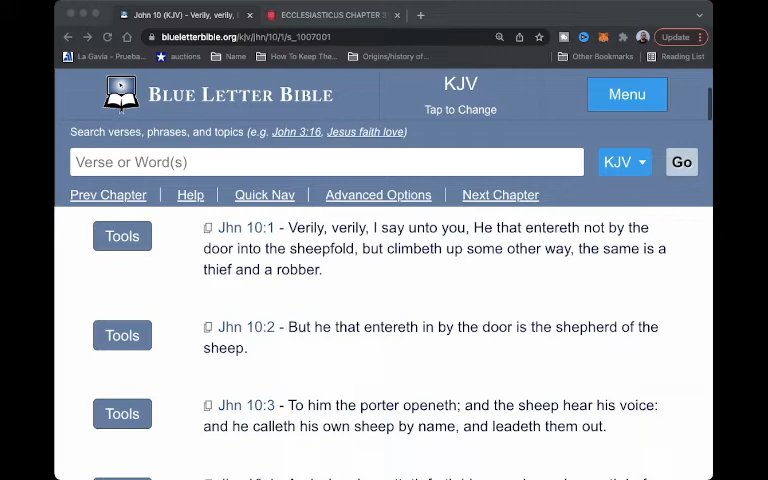 John 10 (KJV) - Verily, verily,
ECCLESIASTICUS CHAPTER
blueletterbible.org/kjv/jhn/10/1/s_1007001
Update
La Gavia - Prueba...
auctions
Name
How To Keep The...
Origins/history of...
Other Bookmarks
Reading List
BLUE LETTER BIBLE
KJV
Tap to Change
Menu
Search verses, phrases, and topics (e.g. John 3:16, Jesus faith love)
Verse or Word(s)
KJV
Go
Prev Chapter
Help
Quick Nav
Advanced Options
Next Chapter
Tools
Jhn 10:1 - Verily, verily, I say unto you, He that entereth not by the
door into the sheepfold, but climbeth up some other way, the same is a
thief and a robber.
Tools
Jhn 10:2 - But he that entereth in by the door is the shepherd of the
sheep.
Tools
Jhn 10:3 - To him the porter openeth; and the sheep hear his voice:
and he calleth his own sheep by name, and leadeth them out.